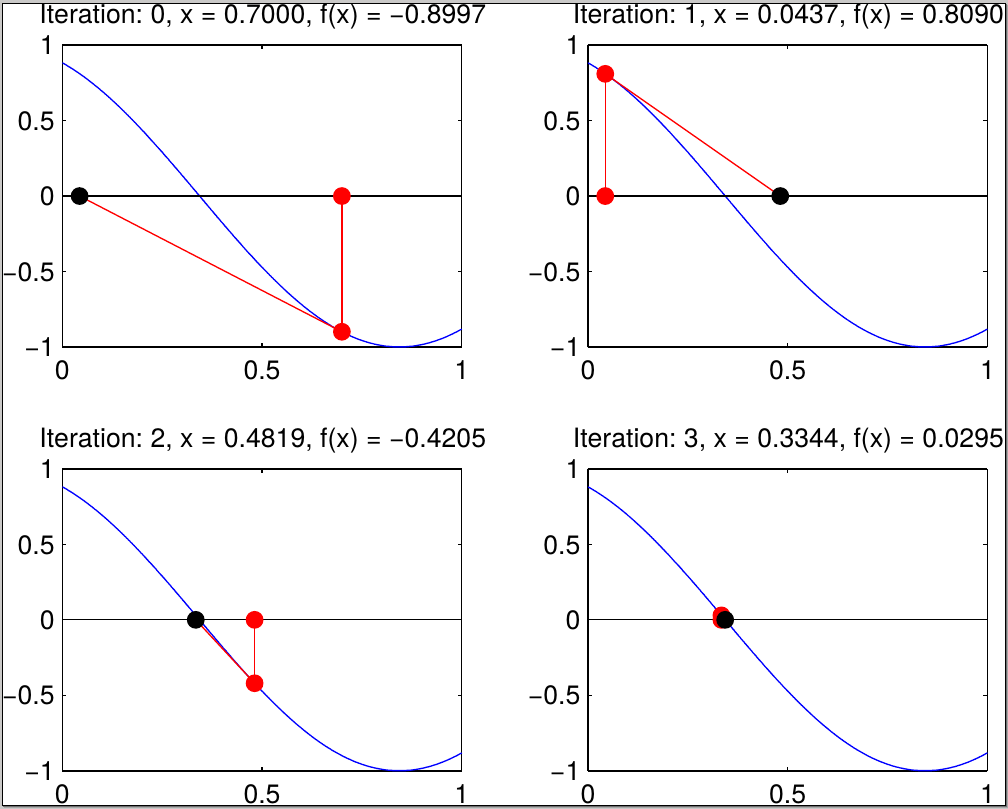 Iteration: 0, x = 0.7000, f(x) = −0.8997
1
0.5
0
−0.5
−1
0 0.5 1
Iteration: 1, x = 0.0437, f(x) = 0.8090
1
0.5
0
−0.5
−1
0 0.5 1
Iteration: 2, x = 0.4819, f(x) = −0.4205
1
0.5
0
−0.5
−1
0 0.5 1
Iteration: 3, x = 0.3344, f(x) = 0.0295
1
0.5
0
−0.5
−1
0 0.5 1